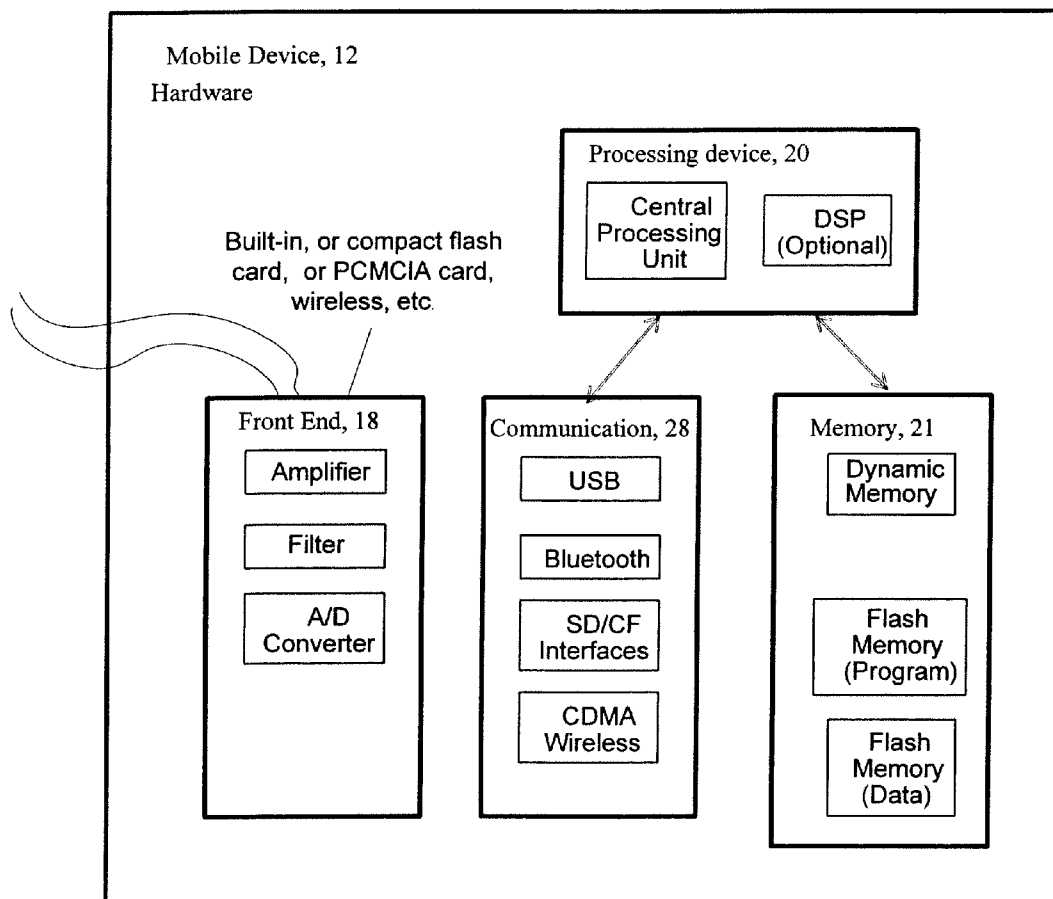 Mobile Device, 12
Hardware
Processing device, 20
Central
Processing
Unit
DSP
(Optional)
Built-in, or compact flash
card, or PCMCIA card,
wireless, etc.
Front End, 18
Amplifier
Filter
A/D
Converter
Communication, 28
USB
Bluetooth
SD/CF
Interfaces
CDMA
Wireless
Memory, 21
Dynamic
Memory
Flash
Memory
(Program)
Flash
Memory
(Data)